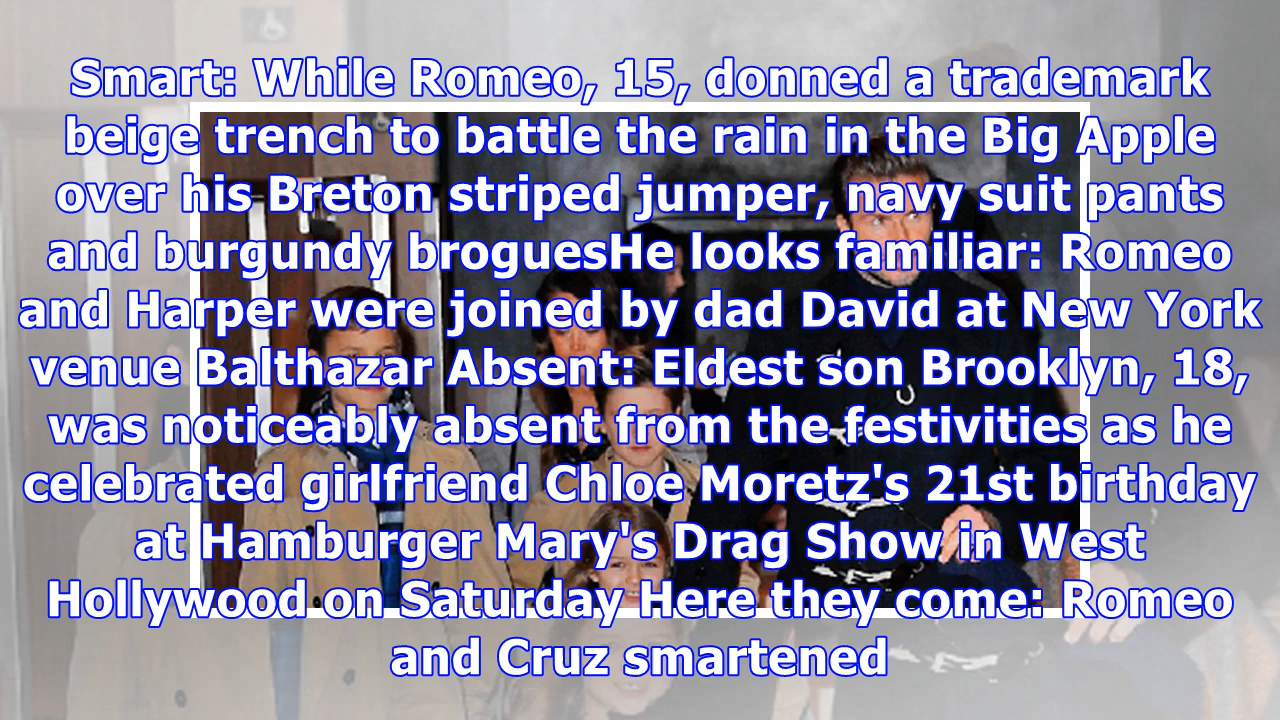 Smart: While Romeo, 15, donned a trademark
beige trench to battle the rain in the Big Apple
over his Breton striped jumper, navy suit pants
and burgundy broguesHe looks familiar: Romeo
and Harper were joined by dad David at New York
venue Balthazar Absent: Eldest son Brooklyn, 18,
was noticeably absent from the festivities as he
celebrated girlfriend Chloe Moretz's 21st birthday
at Hamburger Mary's Drag Show in West
Hollywood on Saturday Here they come: Romeo
and Cruz smartened